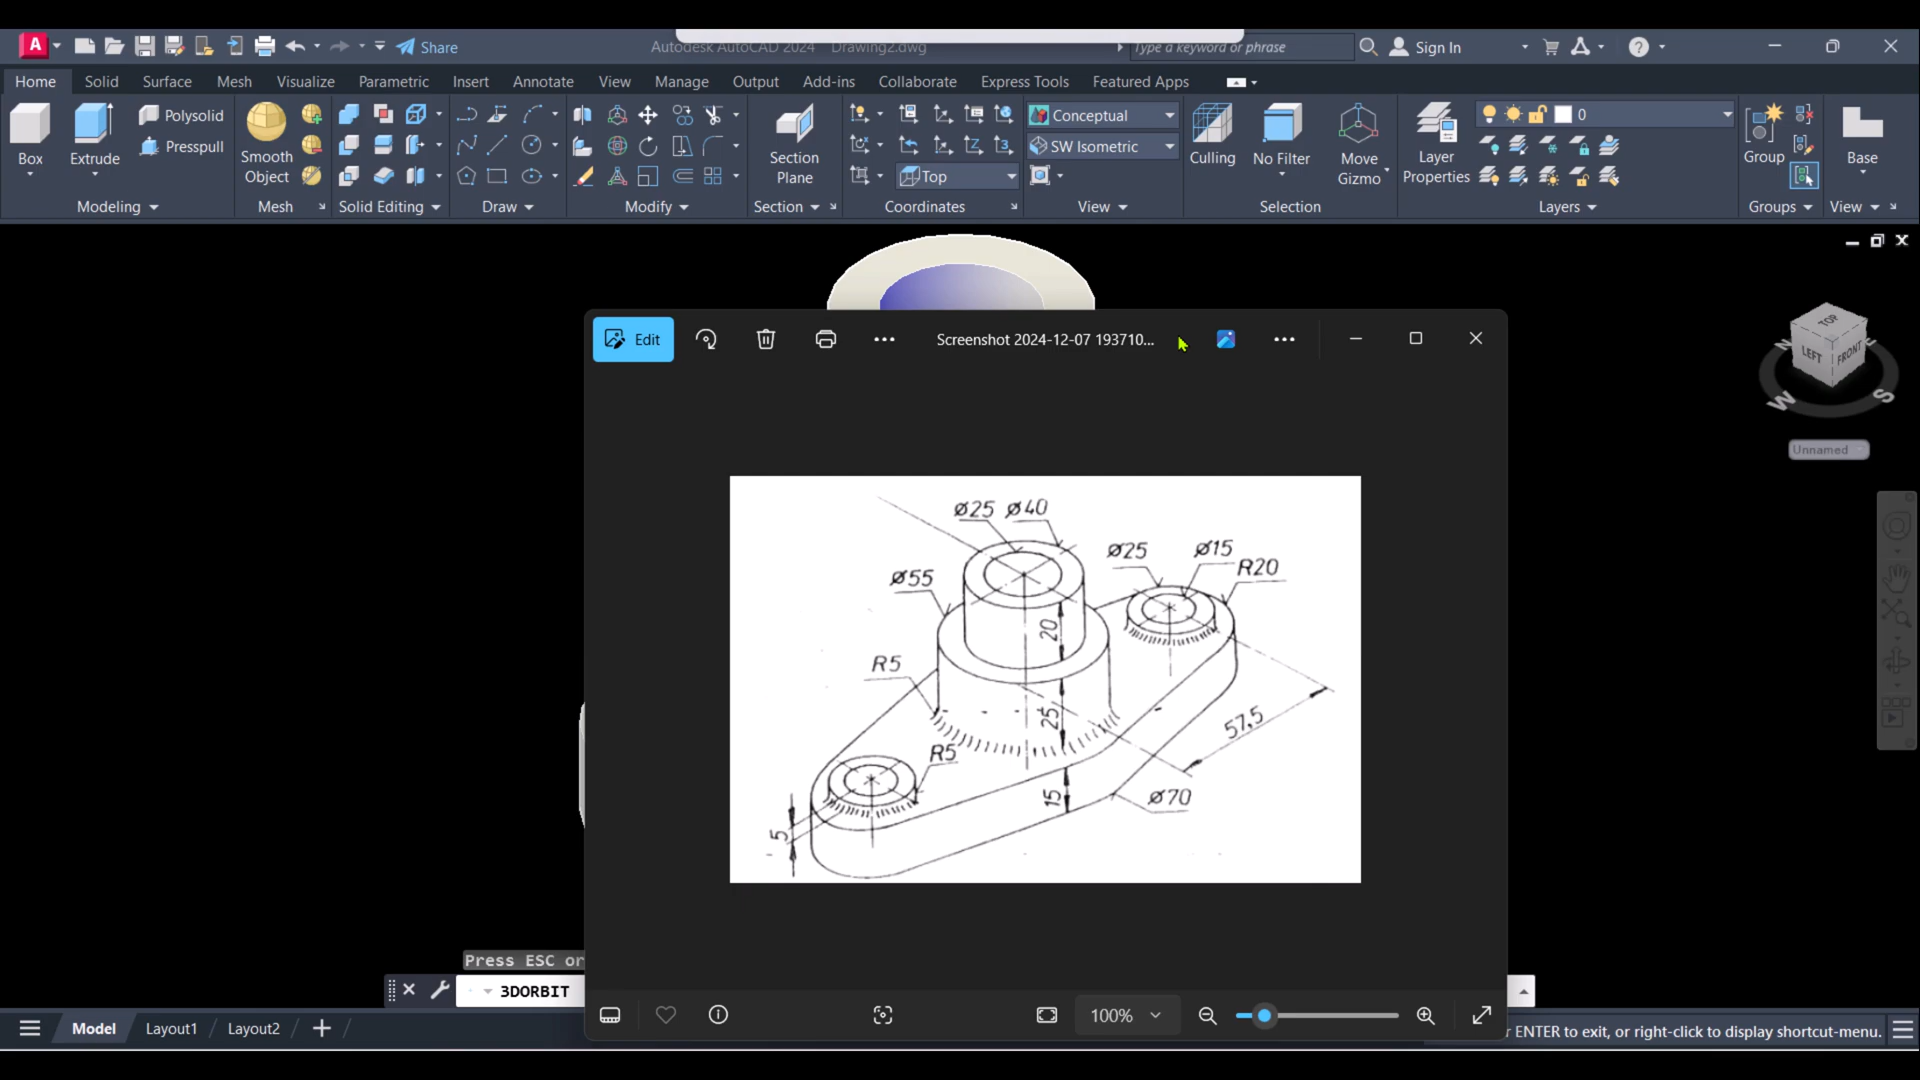 A Share Autodesk AutoCAD 2024 Drawing2.dwg Type a keyword or phrase Sign In ?
Home Solid Surface Mesh Visualize Parametric Insert Annotate View Manage Output Add-ins Collaborate Express Tools Featured Apps
Box
Extrude
Polysolid
Presspull
Modeling
Smooth
Object
Mesh
Solid Editing
Draw
Modify
Section
Plane
Section
Top
Coordinates
Conceptual
SW Isometric
View
Culling
No Filter
Move
Gizmo
Selection
Layer
Properties
0
Layers
Group
Groups
Base
View
TOP
LEFT FRONT
N
W S
Unnamed
Edit Screenshot 2024-12-07 193710...
ø25 ø40
ø25 ø15
R20
ø55
20
R5
25
57,5
R5
15
ø70
5
Press ESC or
3DORBIT
100%
Model Layout1 Layout2
r ENTER to exit, or right-click to display shortcut-menu.